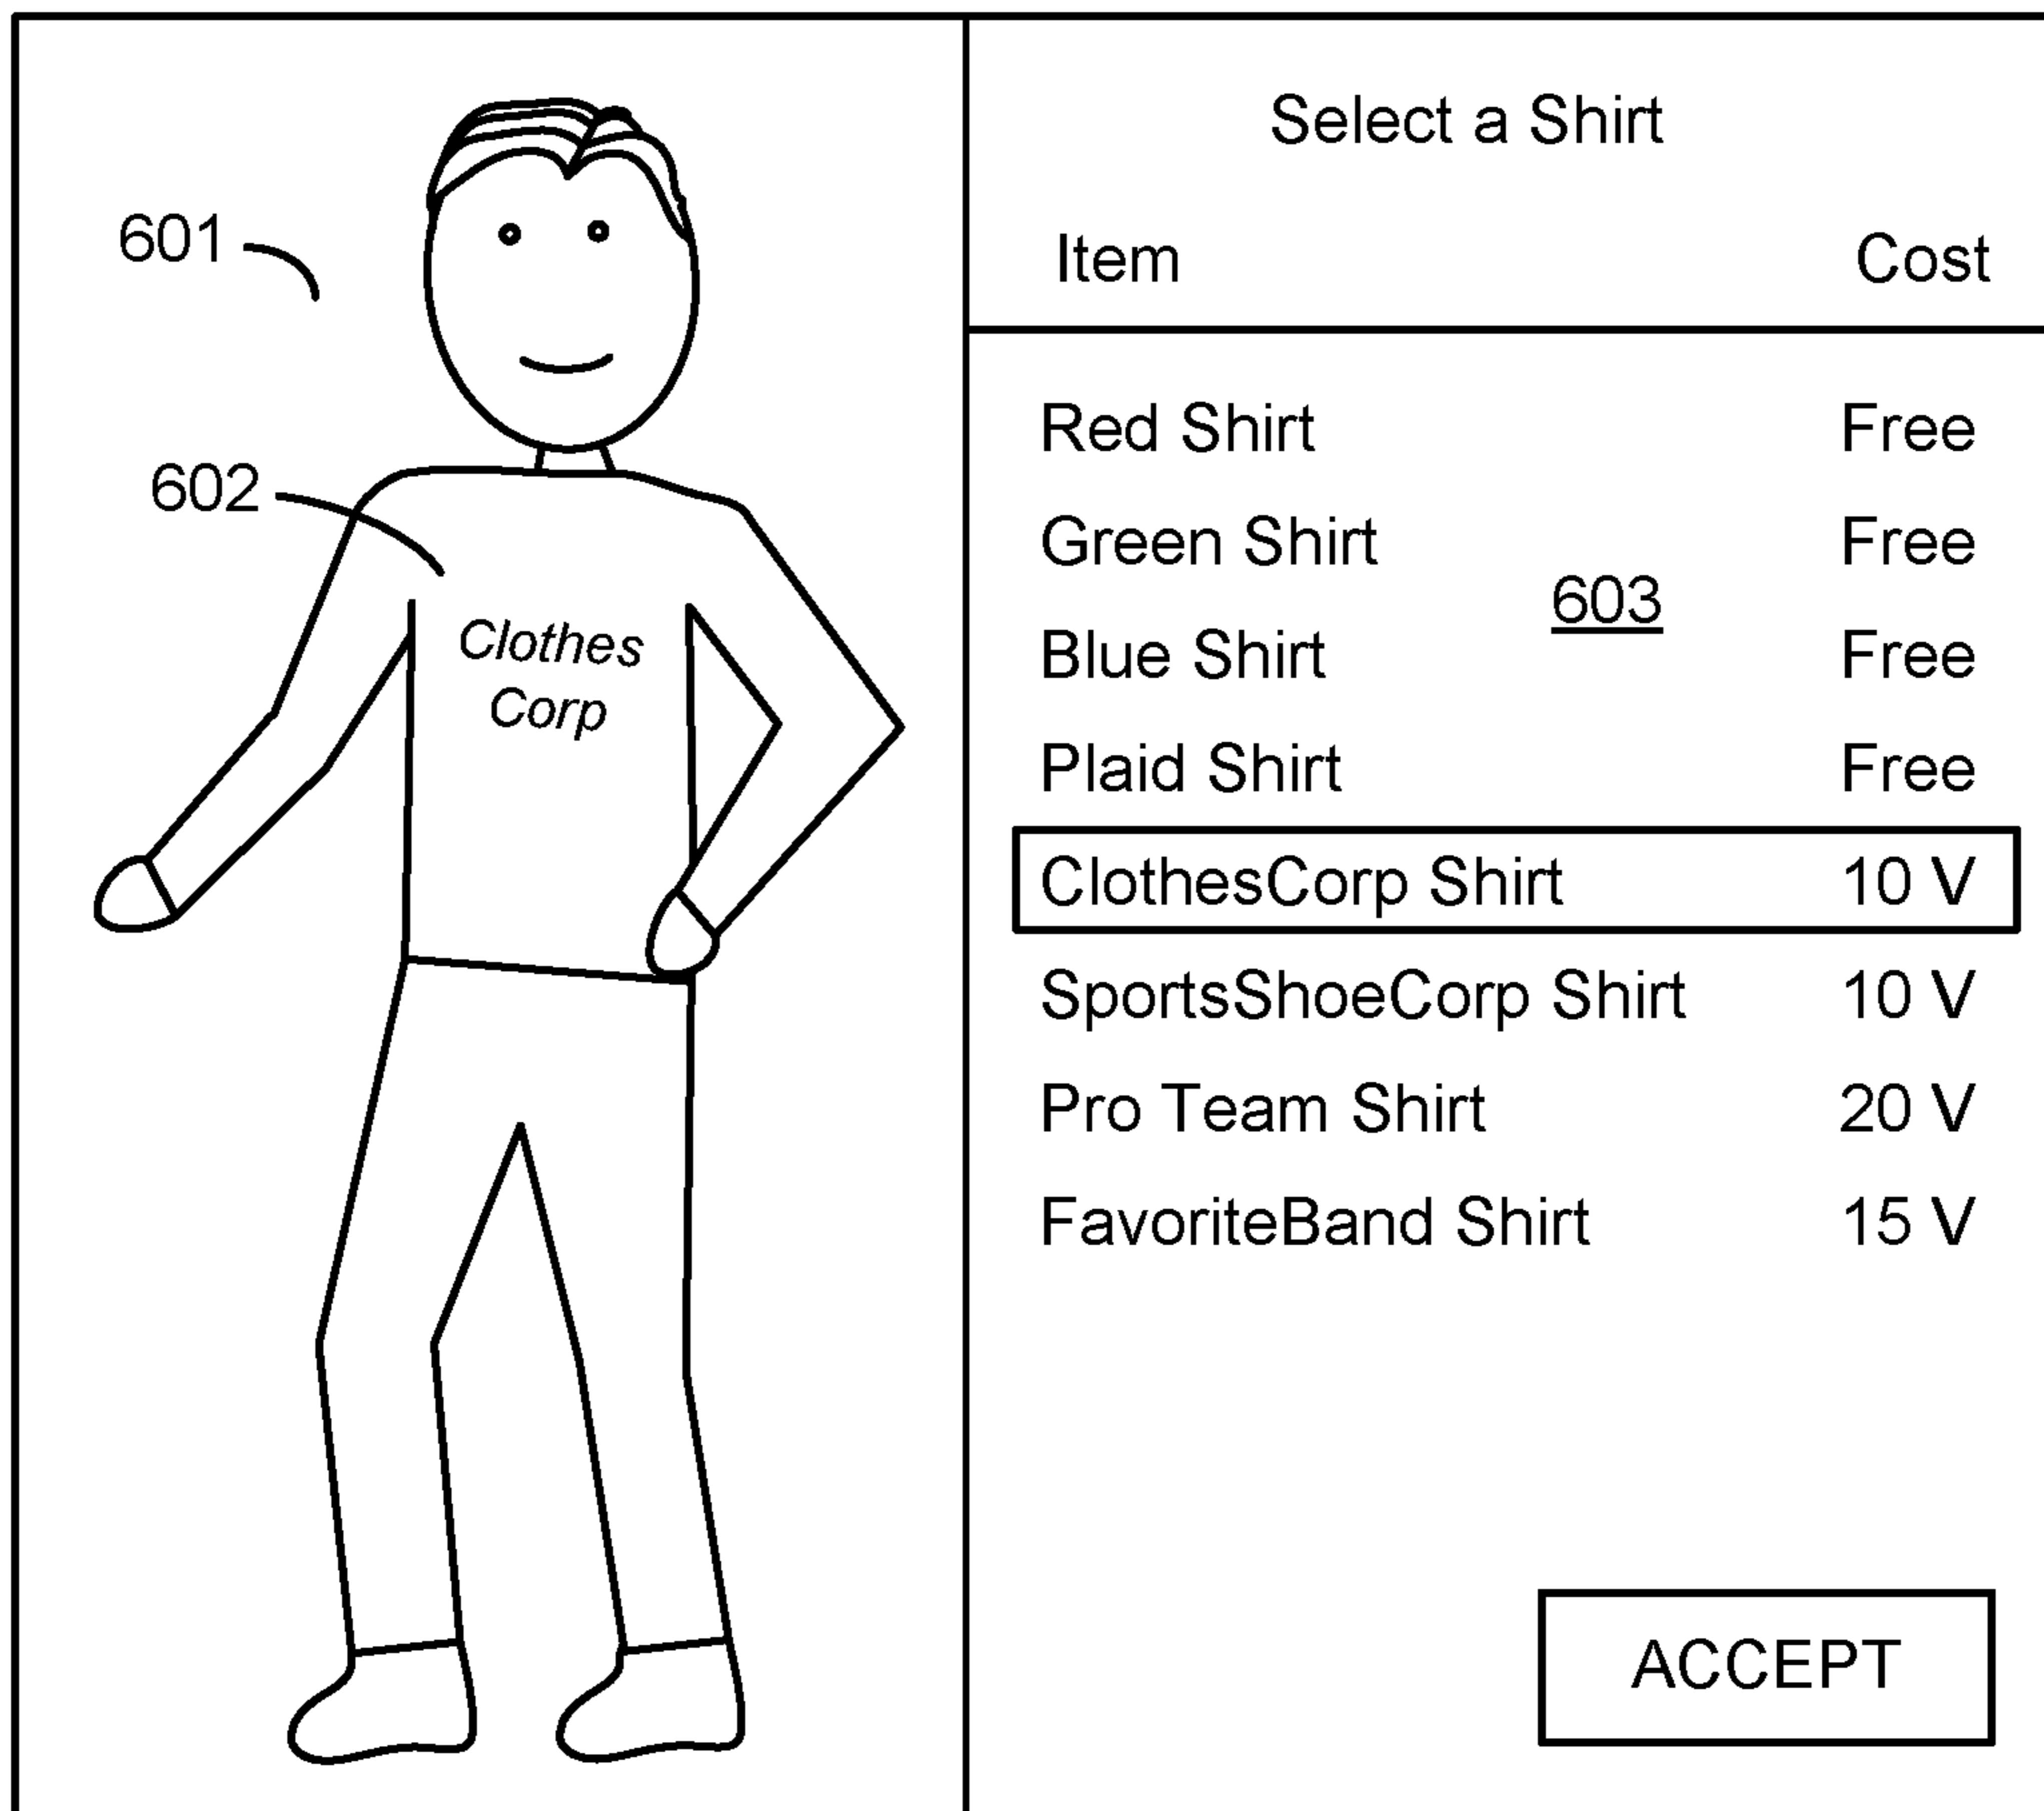 601
602
Clothes
Corp
Select a Shirt
Item Cost
Red Shirt Free
Green Shirt Free
603
Blue Shirt Free
Plaid Shirt Free
ClothesCorp Shirt 10 V
SportsShoeCorp Shirt 10 V
Pro Team Shirt 20 V
FavoriteBand Shirt 15 V
ACCEPT